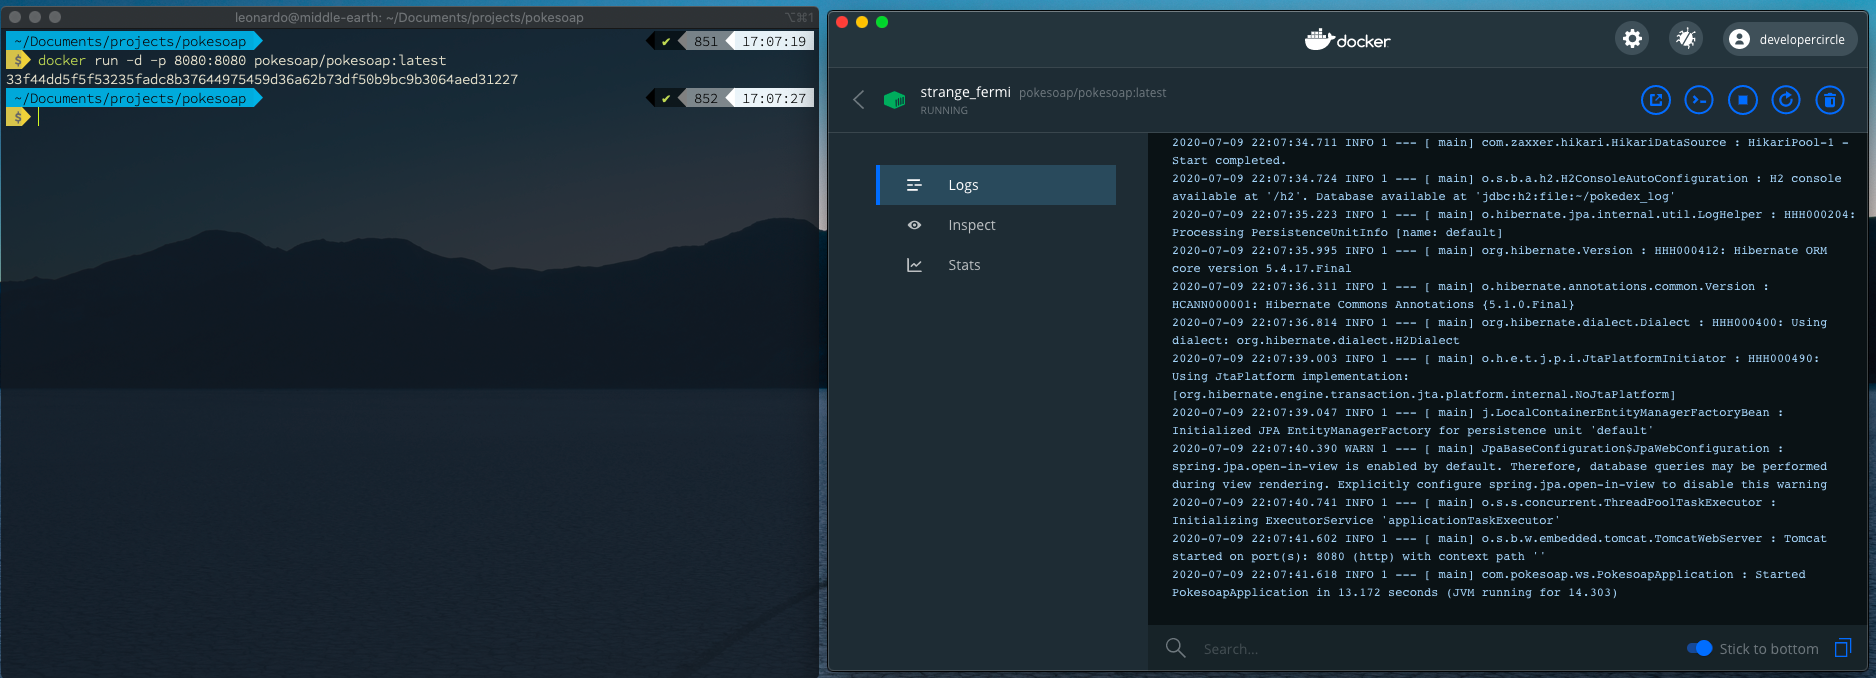 leonardo@middle-earth: ~/Documents/projects/pokesoap
⌥⌘1
~/Documents/projects/pokesoap
✔ 851 17:07:19
$ docker run -d -p 8080:8080 pokesoap/pokesoap:latest
33f44dd5f5f53235fadc8b37644975459d36a62b73df50b9bc9b3064aed31227
~/Documents/projects/pokesoap
✔ 852 17:07:27
$
docker
developercircle
strange_fermi pokesoap/pokesoap:latest
RUNNING
Logs
Inspect
Stats
2020-07-09 22:07:34.711 INFO 1 --- [ main] com.zaxxer.hikari.HikariDataSource : HikariPool-1 -
Start completed.
2020-07-09 22:07:34.724 INFO 1 --- [ main] o.s.b.a.h2.H2ConsoleAutoConfiguration : H2 console
available at '/h2'. Database available at 'jdbc:h2:file:~/pokedex_log'
2020-07-09 22:07:35.223 INFO 1 --- [ main] o.hibernate.jpa.internal.util.LogHelper : HHH000204:
Processing PersistenceUnitInfo [name: default]
2020-07-09 22:07:35.995 INFO 1 --- [ main] org.hibernate.Version : HHH000412: Hibernate ORM
core version 5.4.17.Final
2020-07-09 22:07:36.311 INFO 1 --- [ main] o.hibernate.annotations.common.Version :
HCANN000001: Hibernate Commons Annotations {5.1.0.Final}
2020-07-09 22:07:36.814 INFO 1 --- [ main] org.hibernate.dialect.Dialect : HHH000400: Using
dialect: org.hibernate.dialect.H2Dialect
2020-07-09 22:07:39.003 INFO 1 --- [ main] o.h.e.t.j.p.i.JtaPlatformInitiator : HHH000490:
Using JtaPlatform implementation:
[org.hibernate.engine.transaction.jta.platform.internal.NoJtaPlatform]
2020-07-09 22:07:39.047 INFO 1 --- [ main] j.LocalContainerEntityManagerFactoryBean :
Initialized JPA EntityManagerFactory for persistence unit 'default'
2020-07-09 22:07:40.390 WARN 1 --- [ main] JpaBaseConfiguration$JpaWebConfiguration :
spring.jpa.open-in-view is enabled by default. Therefore, database queries may be performed
during view rendering. Explicitly configure spring.jpa.open-in-view to disable this warning
2020-07-09 22:07:40.741 INFO 1 --- [ main] o.s.s.concurrent.ThreadPoolTaskExecutor :
Initializing ExecutorService 'applicationTaskExecutor'
2020-07-09 22:07:41.602 INFO 1 --- [ main] o.s.b.w.embedded.tomcat.TomcatWebServer : Tomcat
started on port(s): 8080 (http) with context path ''
2020-07-09 22:07:41.618 INFO 1 --- [ main] com.pokesoap.ws.PokesoapApplication : Started
PokesoapApplication in 13.172 seconds (JVM running for 14.303)
Search...
Stick to bottom